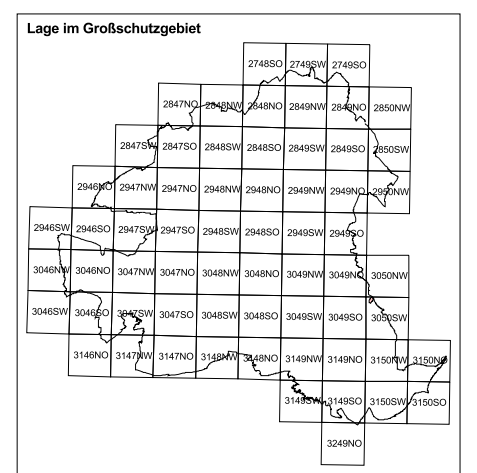 Lage im Großschutzgebiet
2748SO 2749SW 2749SO
2847NO 2848NW 2848NO 2849NW 2849NO 2850NW
2847SW 2847SO 2848SW 2848SO 2849SW 2849SO 2850SW
2946NO 2947NW 2947NO 2948NW 2948NO 2949NW 2949NO 2950NW
2946SW 2946SO 2947SW 2947SO 2948SW 2948SO 2949SW 2949SO
3046NW 3046NO 3047NW 3047NO 3048NW 3048NO 3049NW 3049NO 3050NW
3046SW 3046SO 3047SW 3047SO 3048SW 3048SO 3049SW 3049SO 3050SW
3146NO 3147NW 3147NO 3148NW 3148NO 3149NW 3149NO 3150NW 3150NO
3149SW 3149SO 3150SW 3150SO
3249NO